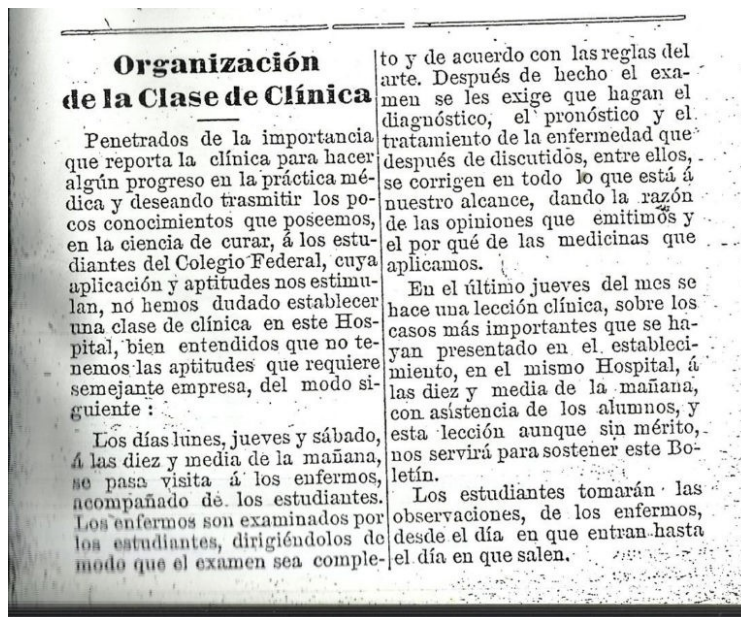 Organización
de la Clase de Clínica
Penetrados de la importancia
que reporta la clínica para hacer
algún progreso en la práctica mé-
dica y deseando trasmitir los po-
cos conocimientos que poseemos,
en la ciencia de curar, á los estu-
diantes del Colegio Federal, cuya
aplicación y aptitudes nos estimu-
lan, no hemos dudado establecer
una clase de clínica en este Hos-
pital, bien entendidos que no te-
nemos las aptitudes que requiere
semejante empresa, del modo si-
guiente :
Los días lunes, jueves y sábado,
á las diez y media de la mañana,
se pasa visita á los enfermos,
acompañado de los estudiantes.
Los enfermos son examinados por
los estudiantes, dirigiéndolos de
modo que el examen sea comple-
to y de acuerdo con las reglas del
arte. Después de hecho el exa-
men se les exige que hagan el
diagnóstico, el pronóstico y el
tratamiento de la enfermedad que
después de discutidos, entre ellos,
se corrigen en todo lo que está á
nuestro alcance, dando la razón
de las opiniones que emitimos y
el por qué de las medicinas que
aplicamos.
En el último jueves del mes se
hace una lección clínica, sobre los
casos más importantes que se ha-
yan presentado en el estableci-
miento, en el mismo Hospital, á
las diez y media de la mañana,
con asistencia de los alumnos, y
esta lección aunque sin mérito,
nos servirá para sostener este Bo-
letín.
Los estudiantes tomarán las
observaciones, de los enfermos,
desde el día en que entran hasta
el día en que salen.